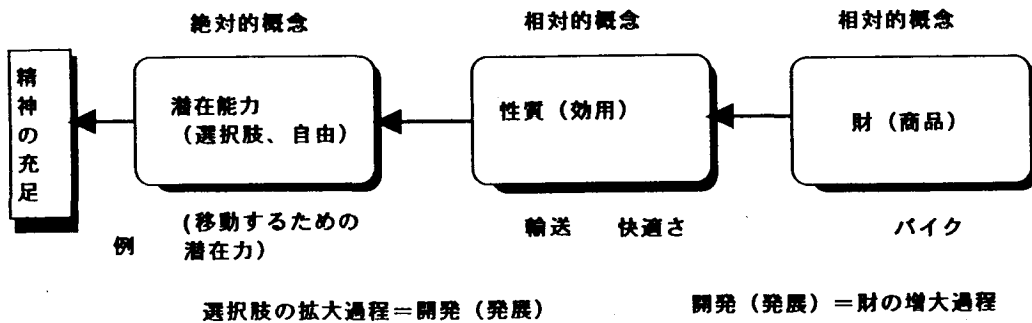 絶対的概念
相対的概念
相対的概念
精神の充足
潜在能力
(選択肢、自由)
性質(効用)
財(商品)
例
(移動するための
潜在力)
輸送 快適さ
バイク
選択肢の拡大過程=開発(発展)
開発(発展)=財の増大過程